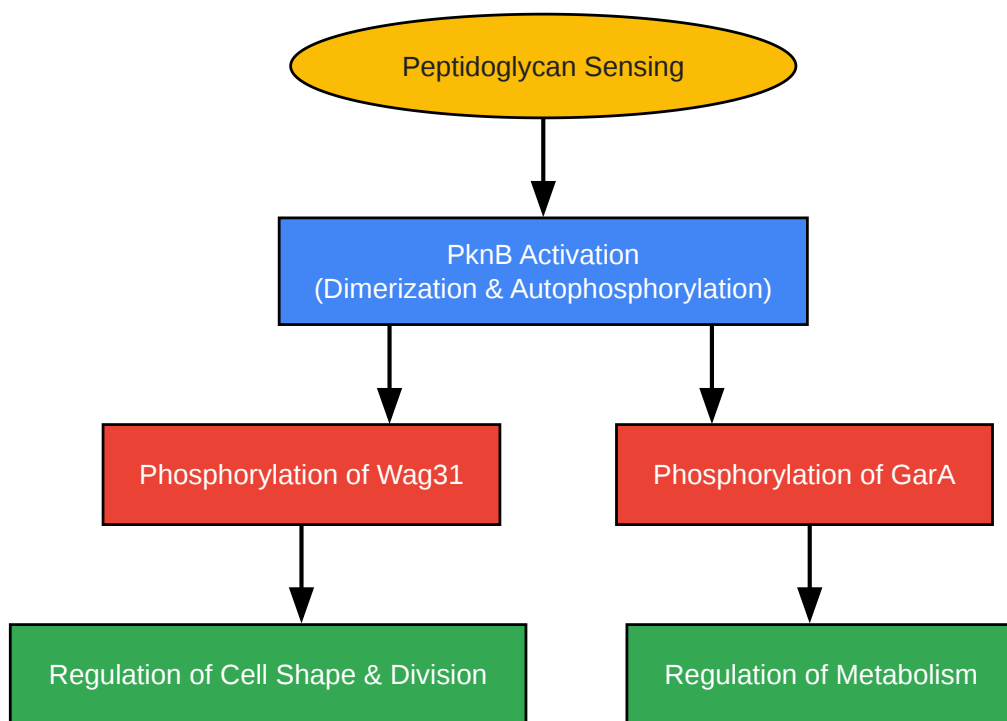 Peptidoglycan Sensing
PknB Activation
(Dimerization & Autophosphorylation)
Phosphorylation of Wag31
Phosphorylation of GarA
Regulation of Cell Shape & Division
Regulation of Metabolism